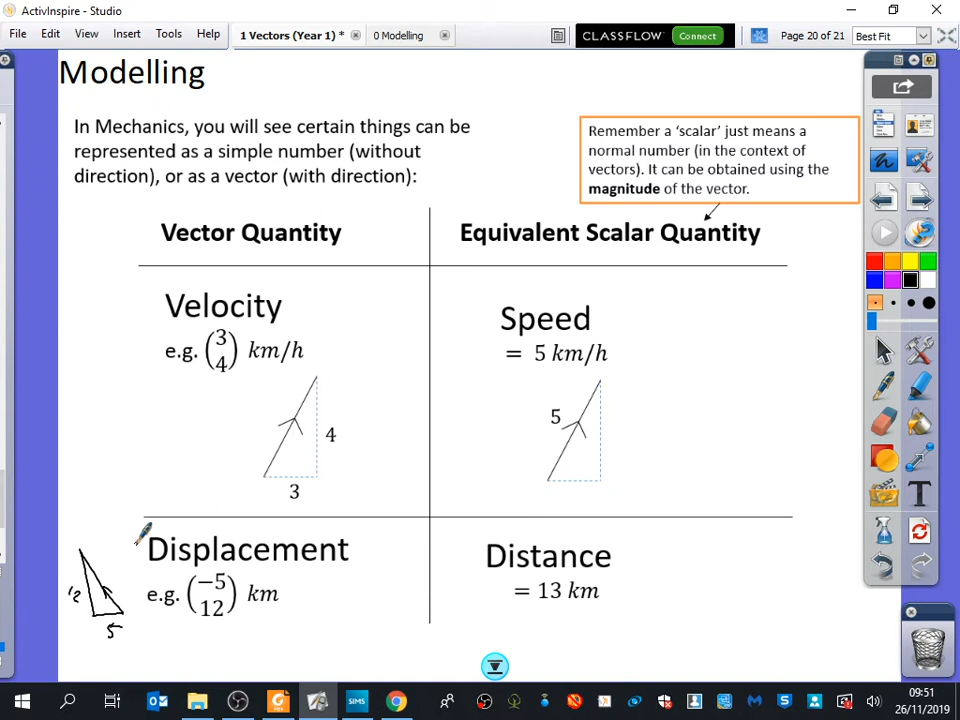 ActivInspire - Studio
File Edit View Insert Tools Help
1 Vectors (Year 1) *
0 Modelling
CLASSFLOW Connect
Page 20 of 21
Best Fit
Modelling
In Mechanics, you will see certain things can be
represented as a simple number (without
direction), or as a vector (with direction):
Remember a ‘scalar’ just means a
normal number (in the context of
vectors). It can be obtained using the
magnitude of the vector.
Vector Quantity
Equivalent Scalar Quantity
Velocity
e.g. (3 4) km/h
4
3
Speed
= 5 km/h
5
Displacement
e.g. (−5 12) km
12
5
Distance
= 13 km
SIMS
09:51
26/11/2019